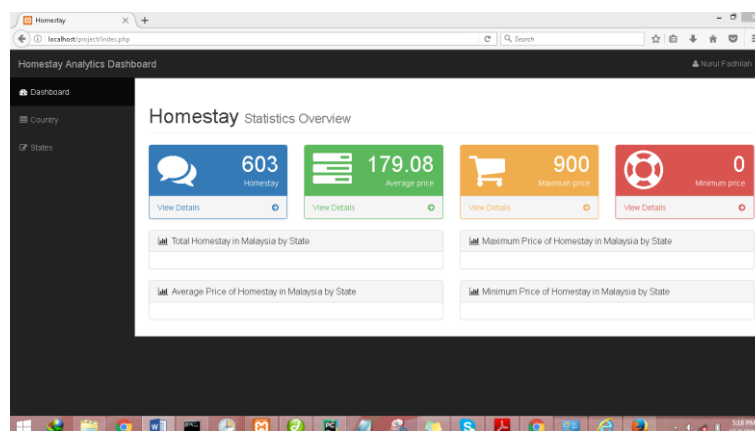 Homestay
localhost/project/index.php
Search
Homestay Analytics Dashboard
Nurul Fadhilah
Dashboard
Country
States
Homestay Statistics Overview
603
Homestay
View Details
179.08
Average price
View Details
900
Maximum price
View Details
0
Minimum price
View Details
Total Homestay in Malaysia by State
Maximum Price of Homestay in Malaysia by State
Average Price of Homestay in Malaysia by State
Minimum Price of Homestay in Malaysia by State